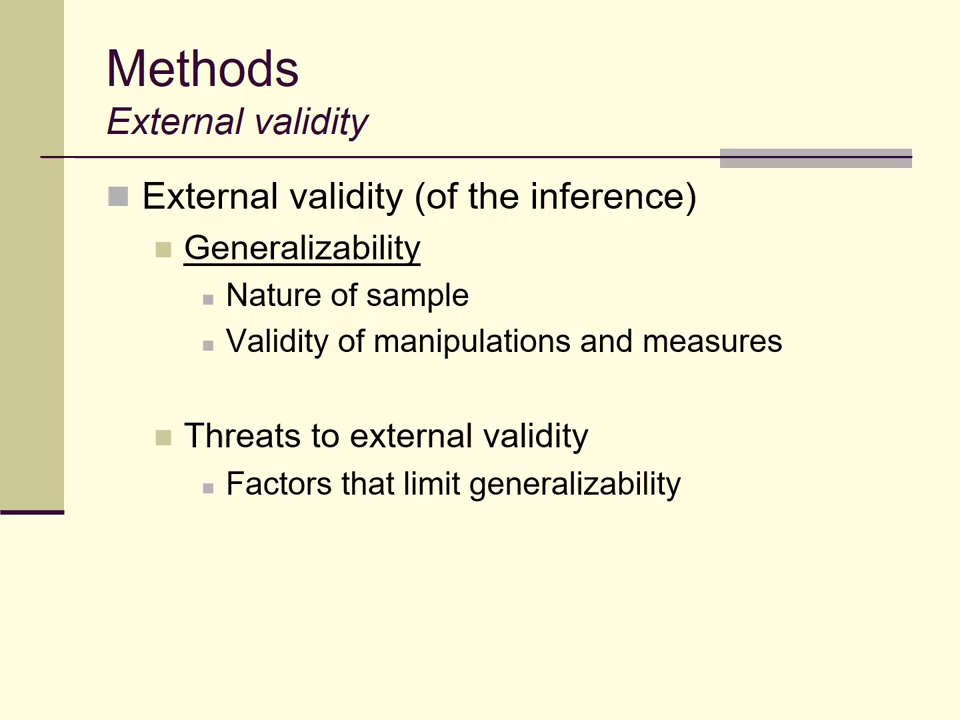 Methods
External validity
External validity (of the inference)
Generalizability
Nature of sample
Validity of manipulations and measures
Threats to external validity
Factors that limit generalizability